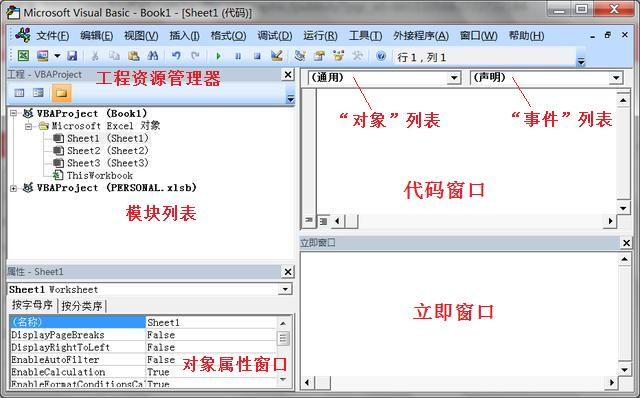 Microsoft Visual Basic - Book1 - [Sheet1 (代码)]
文件(F) 编辑(E) 视图(V) 插入(I) 格式(O) 调试(D) 运行(R) 工具(T) 外接程序(A) 窗口(W) 帮助(H)
行 1, 列 1
工程 - VBAProject
工程资源管理器
(通用)
(声明)
VBAProject (Book1)
Microsoft Excel 对象
Sheet1 (Sheet1)
Sheet2 (Sheet2)
Sheet3 (Sheet3)
ThisWorkbook
VBAProject (PERSONAL.xlsb)
模块列表
“对象”列表
“事件”列表
代码窗口
立即窗口
立即窗口
属性 - Sheet1
Sheet1 Worksheet
按字母序 按分类序
(名称) Sheet1
DisplayPageBreaks False
DisplayRightToLeft False
EnableAutoFilter False
EnableCalculation True
EnableFormatConditionsCa True
对象属性窗口